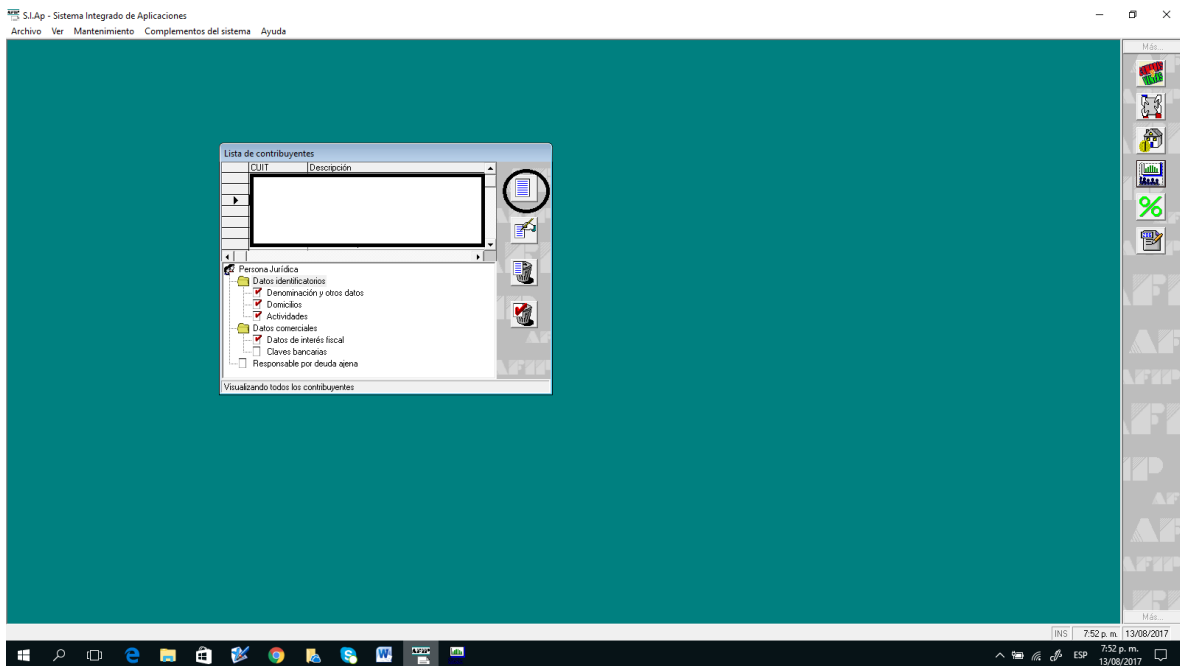 S.I.Ap - Sistema Integrado de Aplicaciones
Archivo Ver Mantenimiento Complementos del sistema Ayuda
Más...
Lista de contribuyentes
CUIT Descripción
Persona Jurídica
Datos identificatorios
Denominación y otros datos
Domicilios
Actividades
Datos comerciales
Datos de interés fiscal
Claves bancarias
Responsable por deuda ajena
Visualizando todos los contribuyentes
AFIP
Más...
INS 7:52 p. m. 13/08/2017
ESP 7:52 p. m.
13/08/2017